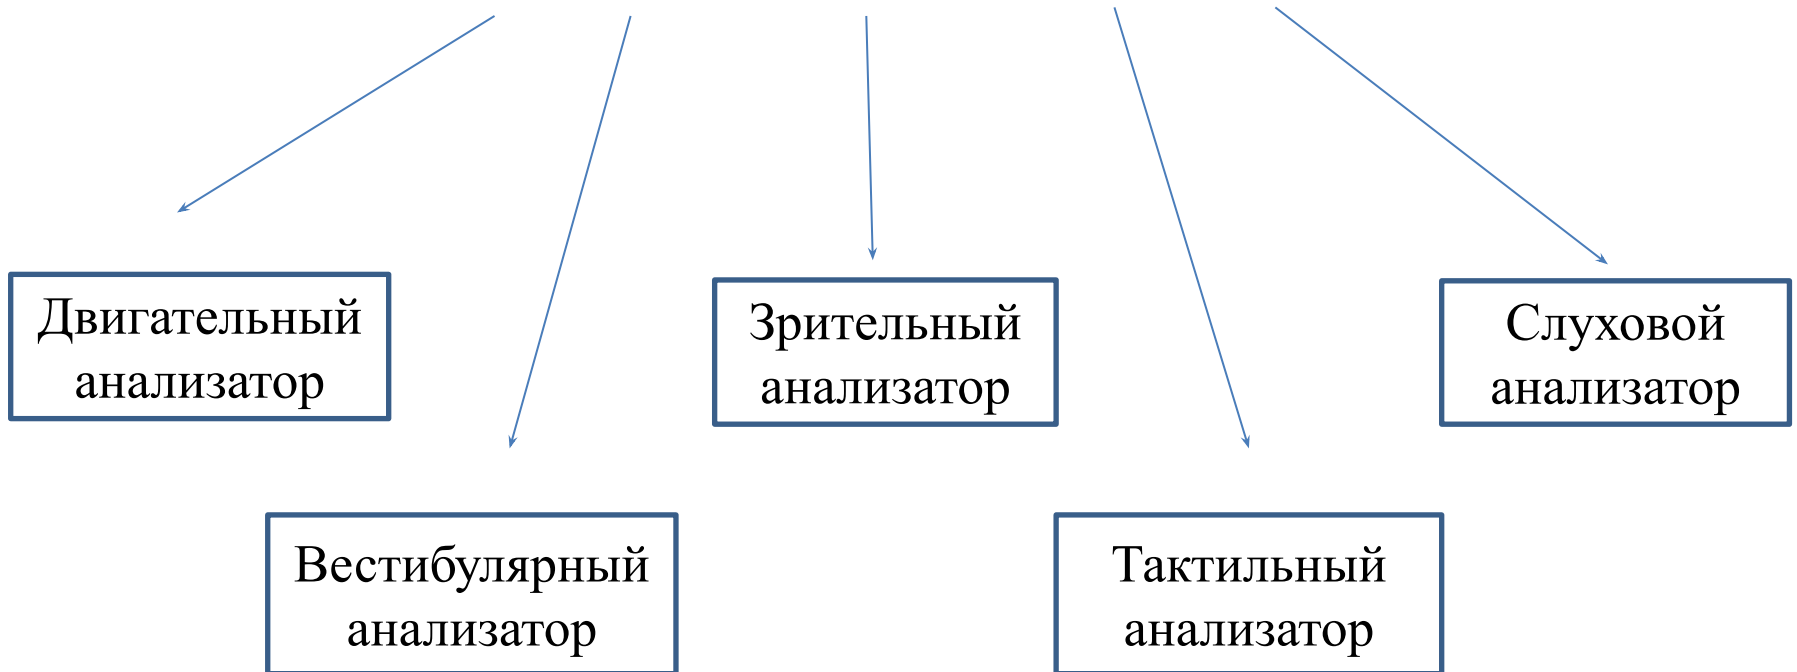 Двигательный
анализатор
Зрительный
анализатор
Слуховой
анализатор
Вестибулярный
анализатор
Тактильный
анализатор